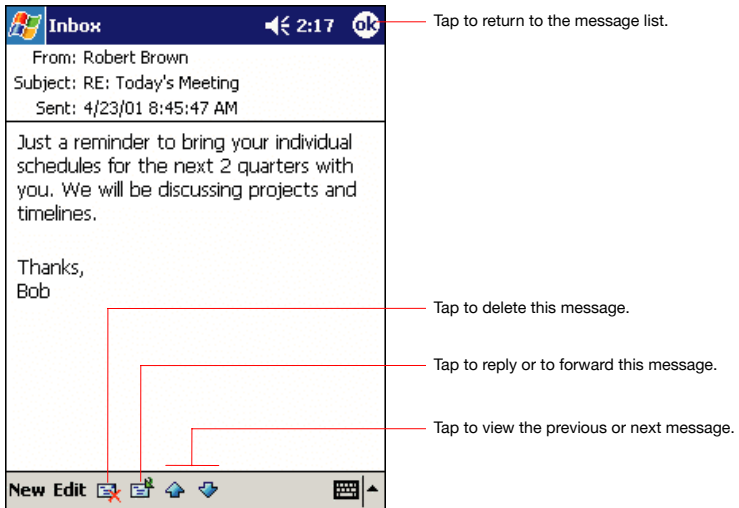 Inbox 2:17 ok
Tap to return to the message list.
From: Robert Brown
Subject: RE: Today's Meeting
Sent: 4/23/01 8:45:47 AM
Just a reminder to bring your individual
schedules for the next 2 quarters with
you. We will be discussing projects and
timelines.
Thanks,
Bob
Tap to delete this message.
Tap to reply or to forward this message.
Tap to view the previous or next message.
New Edit